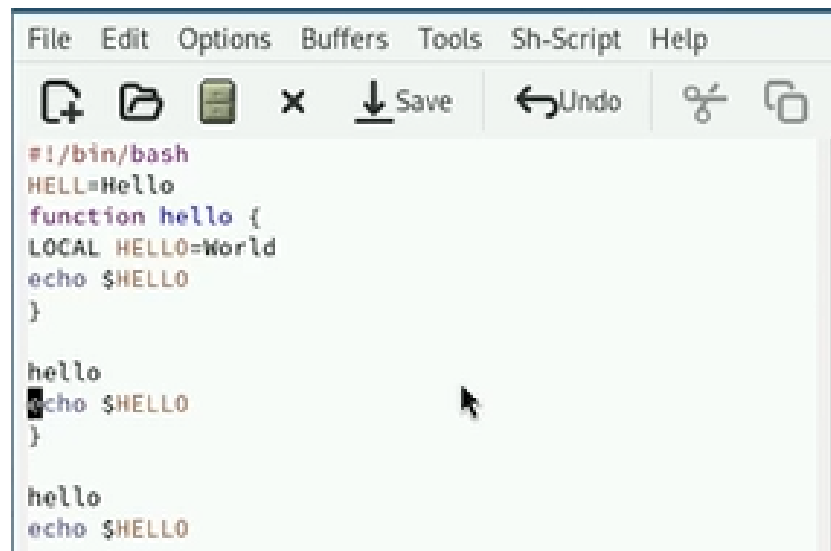 File Edit Options Buffers Tools Sh-Script Help
Save Undo
#!/bin/bash
HELL=Hello
function hello {
LOCAL HELLO=World
echo $HELLO
}
hello
echo $HELLO
}
hello
echo $HELLO